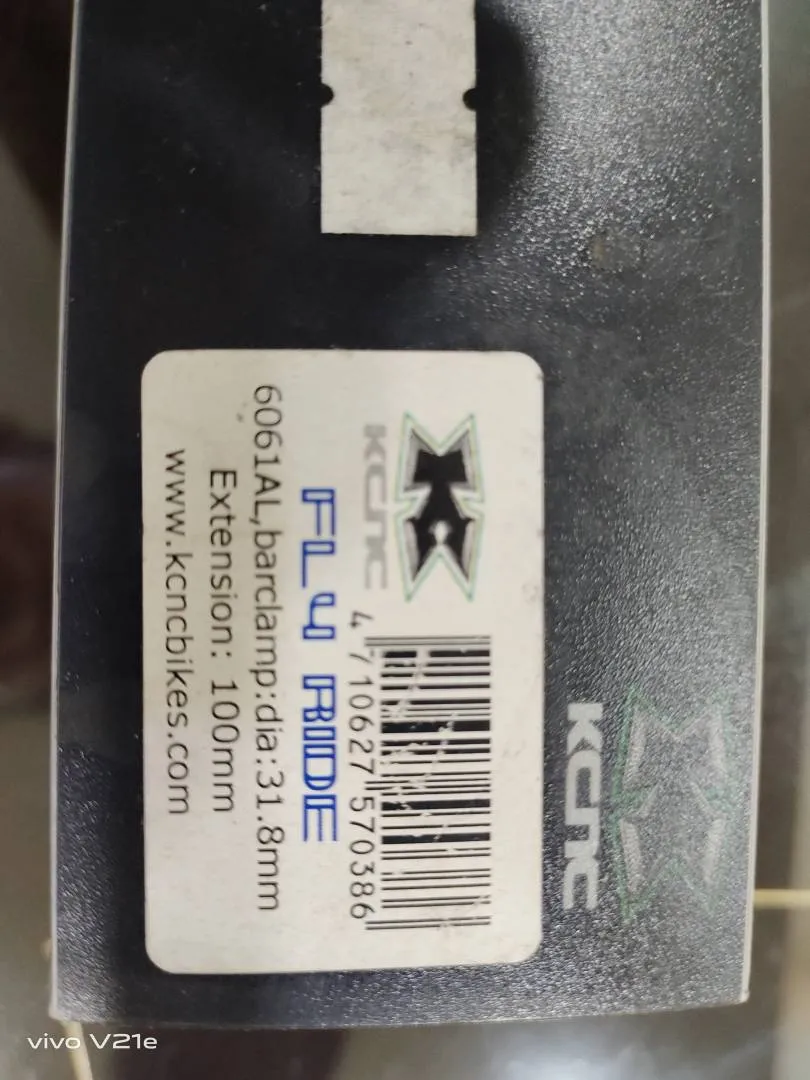 KCNC
4 710627 570386
FLY RIDE
6061AL,barclamp:dia:31.8mm
Extension: 100mm
www.kcncbikes.com
KCNC
vivo V21e